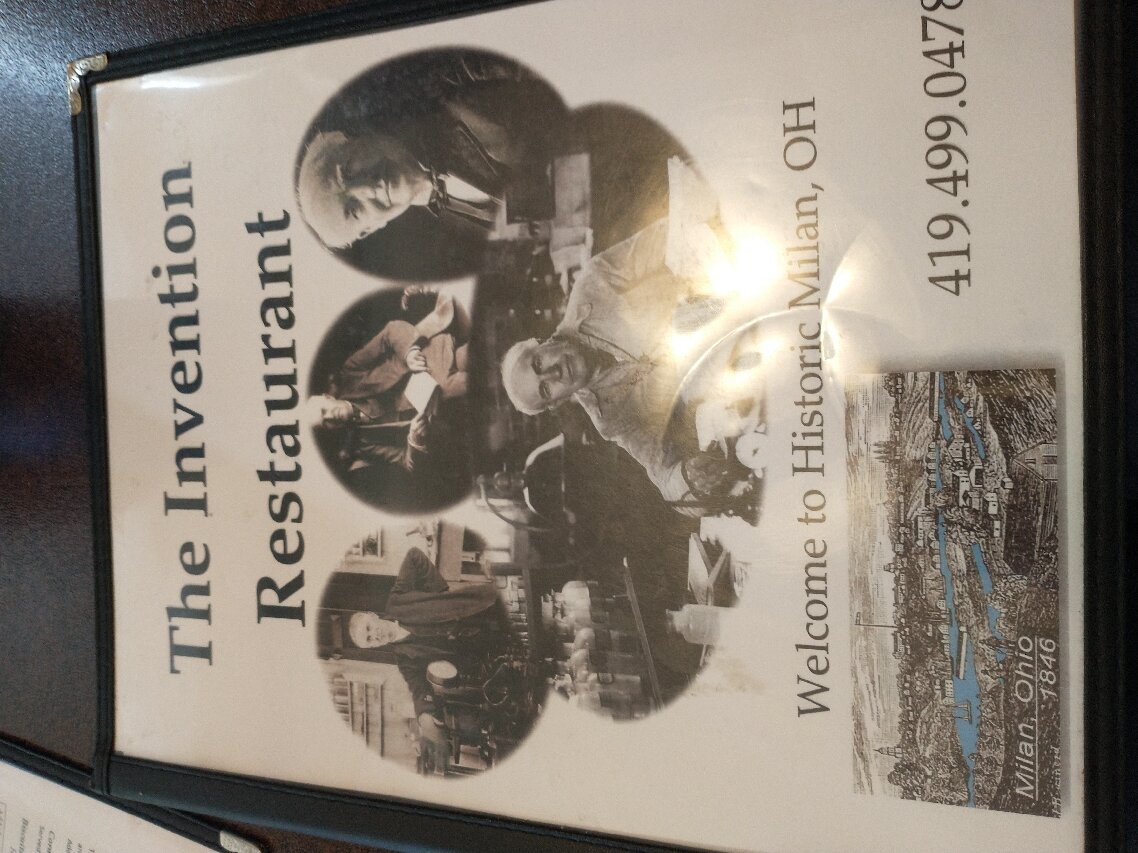 The Invention
Restaurant
Welcome to Historic Milan, OH
419.499.0478
Milan, Ohio
1846